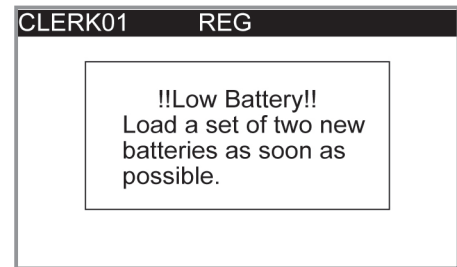 CLERK01 REG
!!Low Battery!!
Load a set of two new
batteries as soon as
possible.